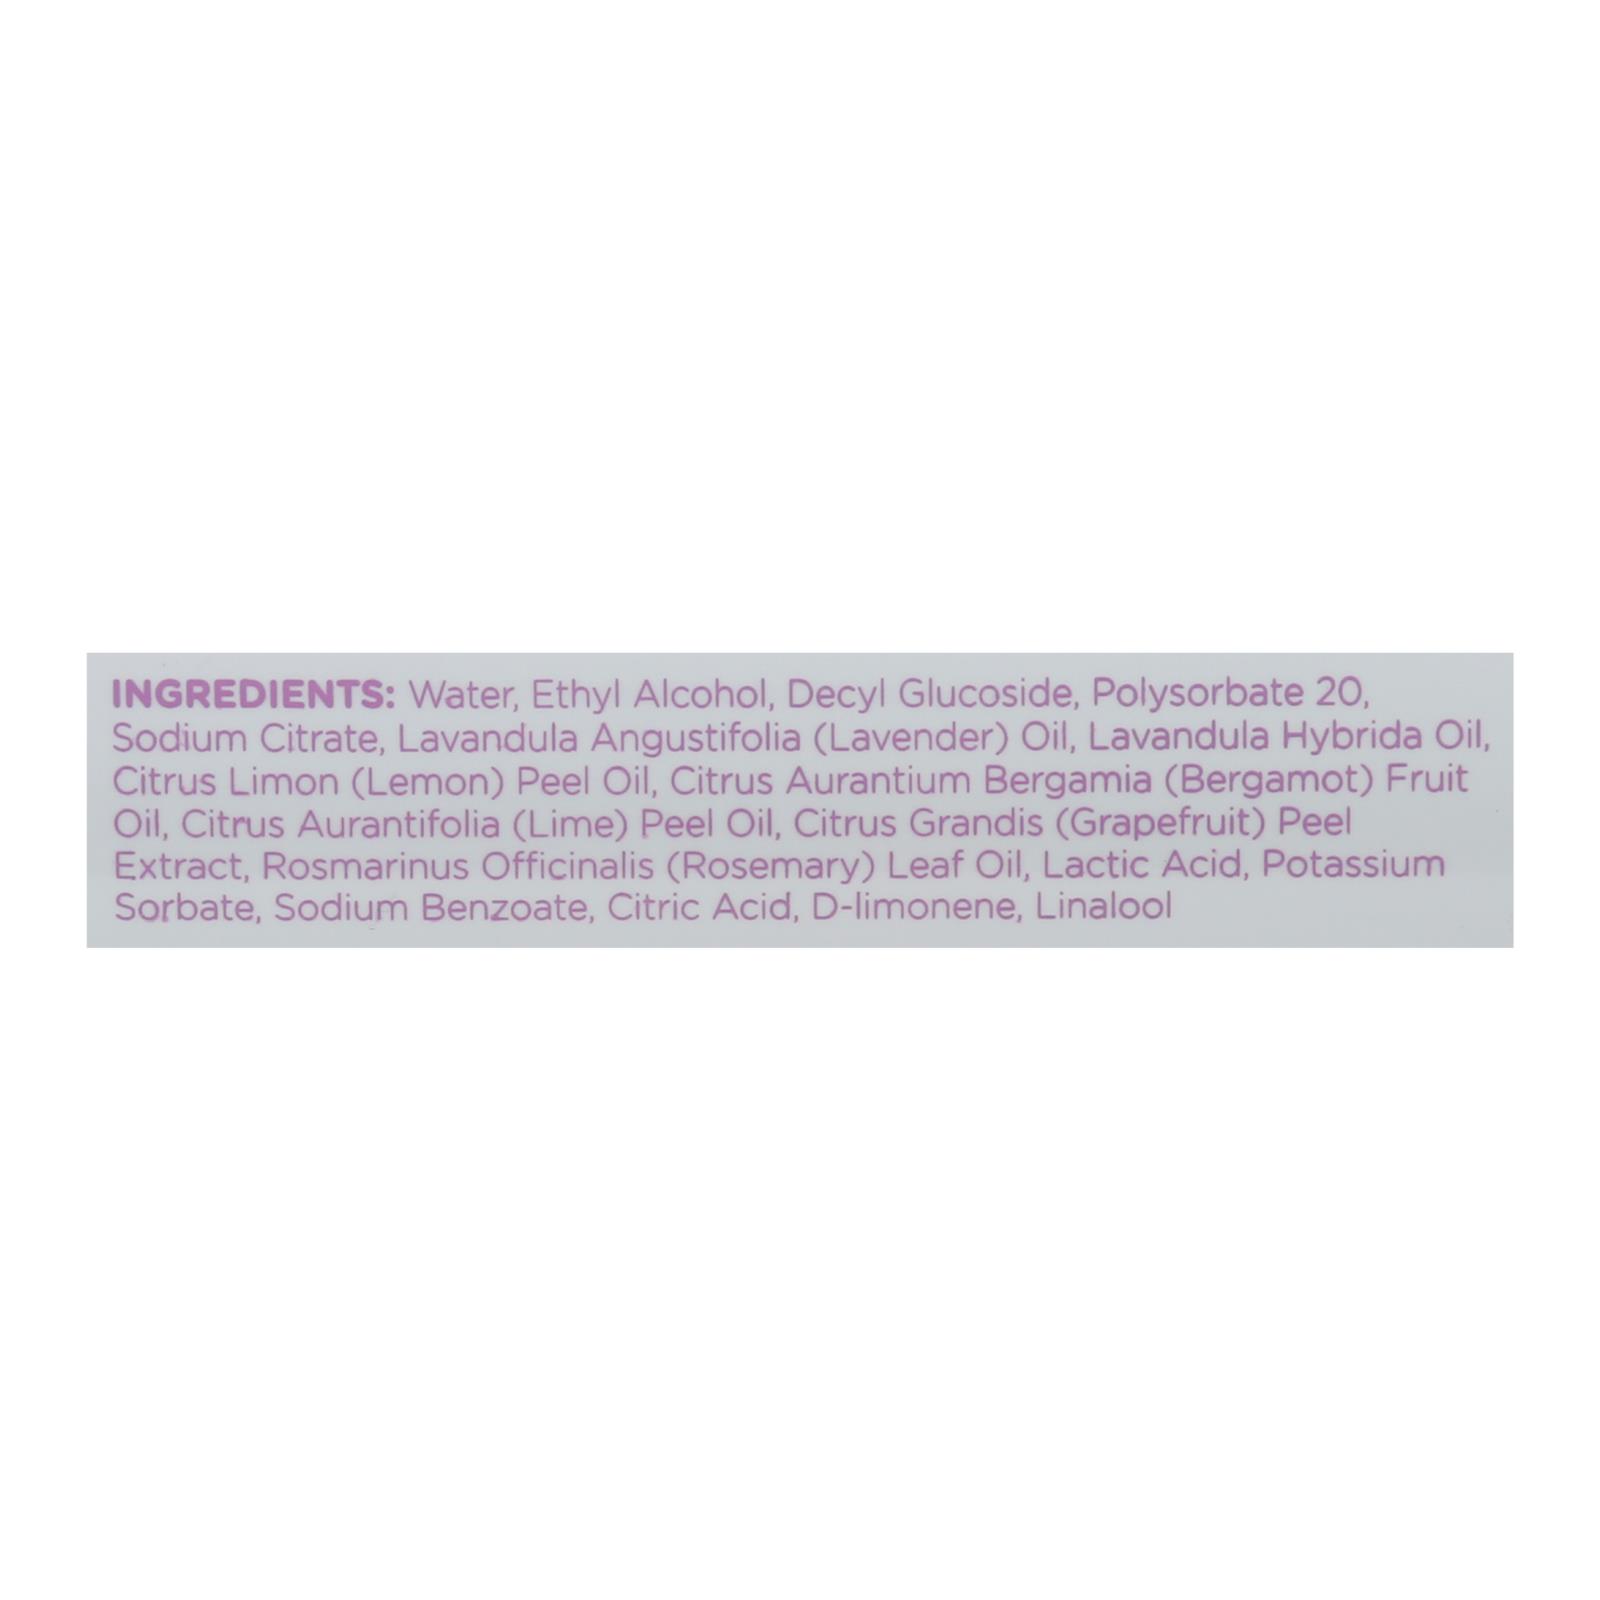 INGREDIENTS: Water, Ethyl Alcohol, Decyl Glucoside, Polysorbate 20,
Sodium Citrate, Lavandula Angustifolia (Lavender) Oil, Lavandula Hybrida Oil,
Citrus Limon (Lemon) Peel Oil, Citrus Aurantium Bergamia (Bergamot) Fruit
Oil, Citrus Aurantifolia (Lime) Peel Oil, Citrus Grandis (Grapefruit) Peel
Extract, Rosmarinus Officinalis (Rosemary) Leaf Oil, Lactic Acid, Potassium
Sorbate, Sodium Benzoate, Citric Acid, D-limonene, Linalool